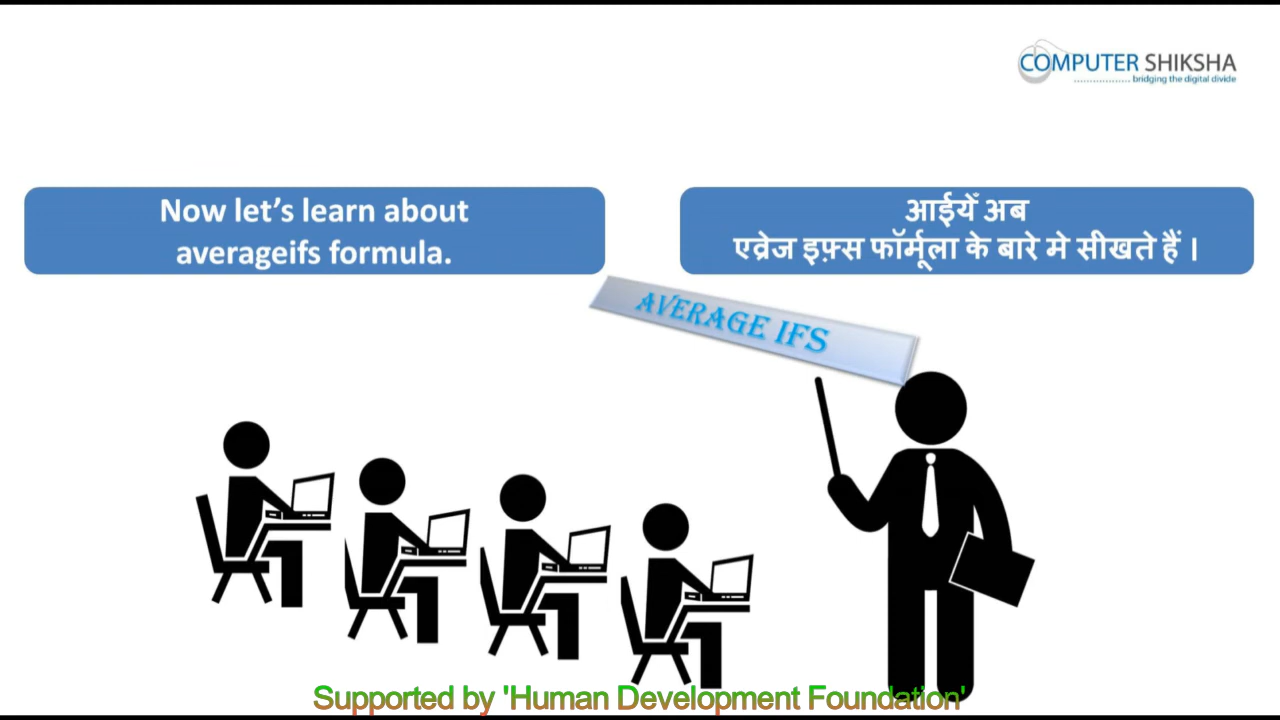 COMPUTER SHIKSHA
.................. bridging the digital divide
Now let's learn about
averageifs formula.
आईयेँ अब
एव्रेज इफ़्स फॉर्मूला के बारे मे सीखते हैं ।
AVERAGE IFS
Supported by 'Human Development Foundation'